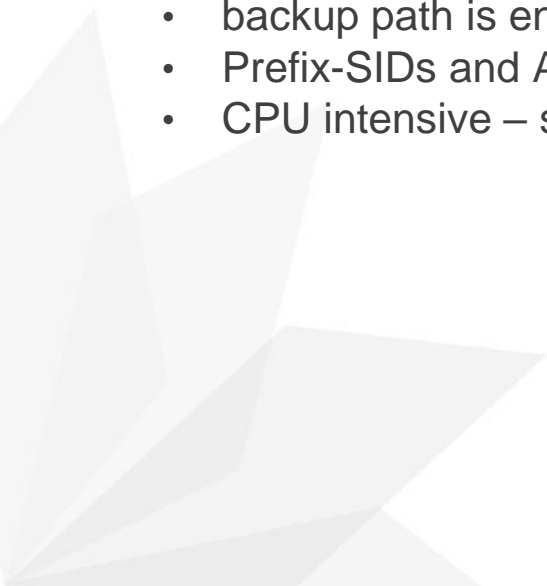 • backup path is en
• Prefix-SIDs and A
• CPU intensive – s